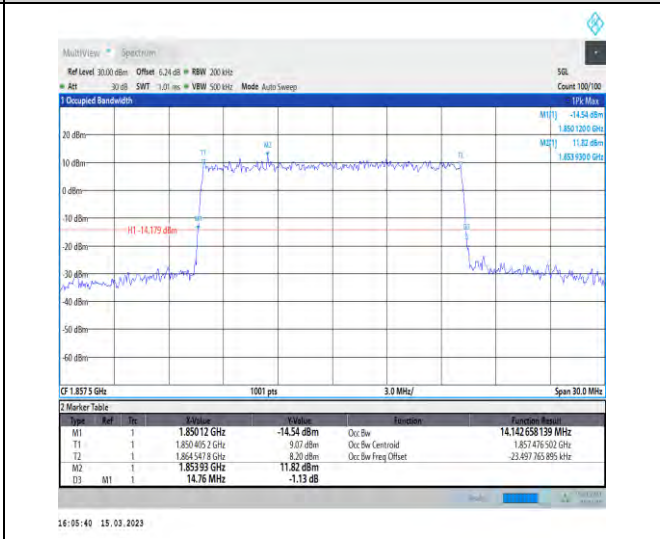 MultiView Spectrum
Ref Level 30.00 dBm Offset 6.24 dB RBW 200 kHz SGL
Att 30 dB SWT 1.01 ms VBW 500 kHz Mode Auto Sweep Count 100/100
1 Occupied Bandwidth 1Pk Max
M1[1] -14.54 dBm
1.850 120 0 GHz
M2[1] 11.82 dBm
1.853 930 0 GHz
20 dBm
M2
T1 T2
10 dBm
0 dBm
-10 dBm
M1
H1 -14.179 dBm
D3
-20 dBm
-30 dBm
-40 dBm
-50 dBm
-60 dBm
CF 1.857 5 GHz 1001 pts 3.0 MHz/ Span 30.0 MHz
2 Marker Table
Type Ref Trc X-Value Y-Value Function Function Result
M1 1 1.850 12 GHz -14.54 dBm Occ Bw 14.142 658 139 MHz
T1 1 1.850 405 2 GHz 9.07 dBm Occ Bw Centroid 1.857 476 502 GHz
T2 1 1.864 547 8 GHz 8.20 dBm Occ Bw Freq Offset -23.497 765 895 kHz
M2 1 1.853 93 GHz 11.82 dBm
D3 M1 1 14.76 MHz -1.13 dB
16:05:40 15.03.2023